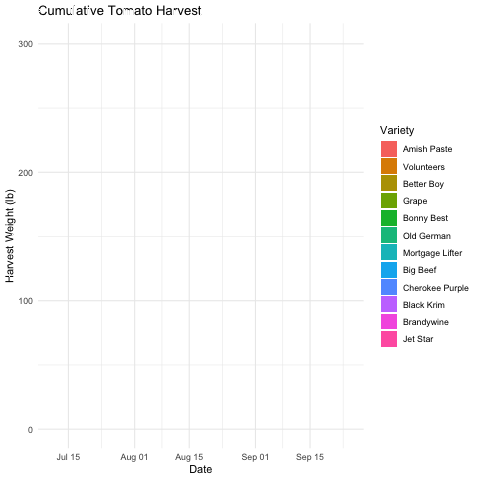 Cumulative Tomato Harvest
300
200
100
0
Harvest Weight (lb)
Jul 15
Aug 01
Aug 15
Sep 01
Sep 15
Date
Variety
Amish Paste
Volunteers
Better Boy
Grape
Bonny Best
Old German
Mortgage Lifter
Big Beef
Cherokee Purple
Black Krim
Brandywine
Jet Star